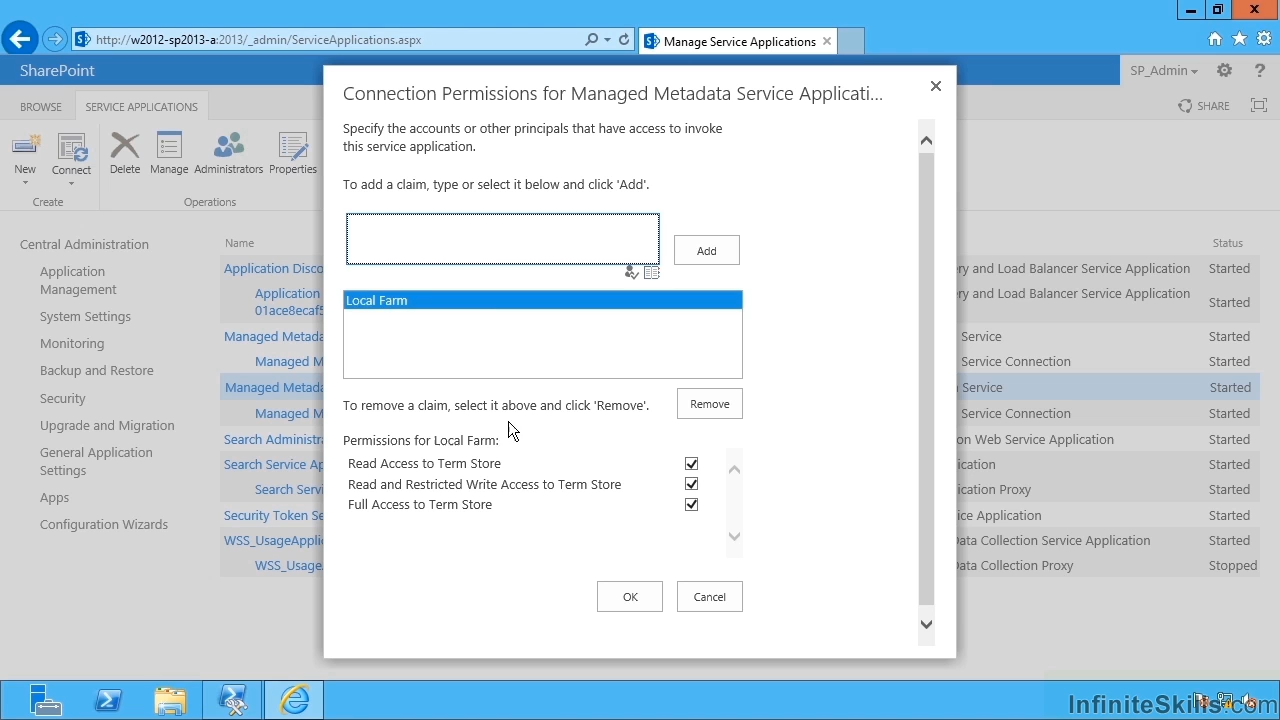 http://w2012-sp2013-a:2013/_admin/ServiceApplications.aspx
Manage Service Applications
SharePoint
SP_Admin
BROWSE
SERVICE APPLICATIONS
SHARE
New
Connect
Delete
Manage
Administrators
Properties
Create
Operations
Central Administration
Application
Management
System Settings
Monitoring
Backup and Restore
Security
Upgrade and Migration
General Application
Settings
Apps
Configuration Wizards
Name
Application Disco
Application
01ace8ecaf5
Managed Metada
Managed M
Managed Metada
Managed M
Search Administra
Search Service Ap
Search Servi
Security Token Se
WSS_UsageAppli
WSS_Usage
Connection Permissions for Managed Metadata Service Applicati...
Specify the accounts or other principals that have access to invoke
this service application.
To add a claim, type or select it below and click 'Add'.
Add
Local Farm
To remove a claim, select it above and click 'Remove'.
Remove
Permissions for Local Farm:
Read Access to Term Store
Read and Restricted Write Access to Term Store
Full Access to Term Store
OK
Cancel
Status
ry and Load Balancer Service Application Started
ry and Load Balancer Service Application Started
Service Started
Service Connection Started
Service Started
Service Connection Started
on Web Service Application Started
ication Started
ication Proxy Started
ice Application Started
Data Collection Service Application Started
Data Collection Proxy Stopped
InfiniteSkills.com